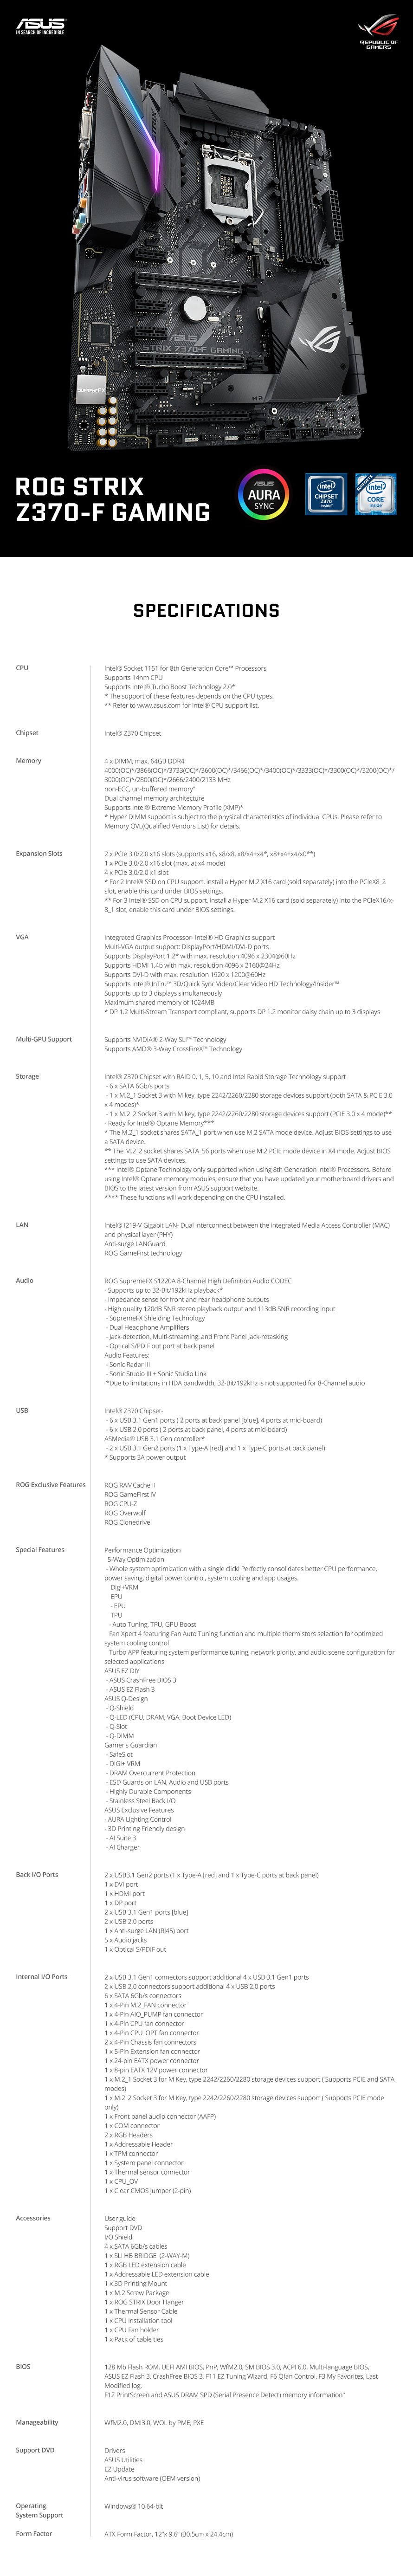 ASUS
IN SEARCH OF INCREDIBLE
REPUBLIC OF
GAMERS
STRIX Z370-F GAMING
SupremeFX
M.2
ROG STRIX
Z370-F GAMING
ASUS
AURA
SYNC
intel
CHIPSET
Z370
inside
intel
CORE
inside
SPECIFICATIONS
CPU
Intel® Socket 1151 for 8th Generation Core™ Processors
Supports 14nm CPU
Supports Intel® Turbo Boost Technology 2.0*
* The support of these features depends on the CPU types.
** Refer to www.asus.com for Intel® CPU support list.
Chipset
Intel® Z370 Chipset
Memory
4 x DIMM, max. 64GB DDR4
4000(OC)*/3866(OC)*/3733(OC)*/3600(OC)*/3466(OC)*/3400(OC)*/3333(OC)*/3300(OC)*/3200(OC)*/
3000(OC)*/2800(OC)*/2666/2400/2133 MHz
non-ECC, un-buffered memory"
Dual channel memory architecture
Supports Intel® Extreme Memory Profile (XMP)*
* Hyper DIMM support is subject to the physical characteristics of individual CPUs. Please refer to
Memory QVL(Qualified Vendors List) for details.
Expansion Slots
2 x PCIe 3.0/2.0 x16 slots (supports x16, x8/x8, x8/x4+x4*, x8+x4+x4/x0**)
1 x PCIe 3.0/2.0 x16 slot (max. at x4 mode)
4 x PCIe 3.0/2.0 x1 slot
* For 2 Intel® SSD on CPU support, install a Hyper M.2 X16 card (sold separately) into the PCIeX8_2
slot, enable this card under BIOS settings.
** For 3 Intel® SSD on CPU support, install a Hyper M.2 X16 card (sold separately) into the PCIeX16/x-
8_1 slot, enable this card under BIOS settings.
VGA
Integrated Graphics Processor- Intel® HD Graphics support
Multi-VGA output support: DisplayPort/HDMI/DVI-D ports
Supports DisplayPort 1.2* with max. resolution 4096 x 2304@60Hz
Supports HDMI 1.4b with max. resolution 4096 x 2160@24Hz
Supports DVI-D with max. resolution 1920 x 1200@60Hz
Supports Intel® InTru™ 3D/Quick Sync Video/Clear Video HD Technology/Insider™
Supports up to 3 displays simultaneously
Maximum shared memory of 1024MB
* DP 1.2 Multi-Stream Transport compliant, supports DP 1.2 monitor daisy chain up to 3 displays
Multi-GPU Support
Supports NVIDIA® 2-Way SLI™ Technology
Supports AMD® 3-Way CrossFireX™ Technology
Storage
Intel® Z370 Chipset with RAID 0, 1, 5, 10 and Intel Rapid Storage Technology support
- 6 x SATA 6Gb/s ports
- 1 x M.2_1 Socket 3 with M key, type 2242/2260/2280 storage devices support (both SATA & PCIE 3.0
x 4 modes)*
- 1 x M.2_2 Socket 3 with M key, type 2242/2260/2280 storage devices support (PCIE 3.0 x 4 mode)**
- Ready for Intel® Optane Memory***
* The M.2_1 socket shares SATA_1 port when use M.2 SATA mode device. Adjust BIOS settings to use
a SATA device.
** The M.2_2 socket shares SATA_56 ports when use M.2 PCIE mode device in X4 mode. Adjust BIOS
settings to use SATA devices.
*** Intel® Optane Technology only supported when using 8th Generation Intel® Processors. Before
using Intel® Optane memory modules, ensure that you have updated your motherboard drivers and
BIOS to the latest version from ASUS support website.
**** These functions will work depending on the CPU installed.
LAN
Intel® I219-V Gigabit LAN- Dual interconnect between the integrated Media Access Controller (MAC)
and physical layer (PHY)
Anti-surge LANGuard
ROG GameFirst technology
Audio
ROG SupremeFX S1220A 8-Channel High Definition Audio CODEC
- Supports up to 32-Bit/192kHz playback*
- Impedance sense for front and rear headphone outputs
- High quality 120dB SNR stereo playback output and 113dB SNR recording input
- SupremeFX Shielding Technology
- Dual Headphone Amplifiers
- Jack-detection, Multi-streaming, and Front Panel Jack-retasking
- Optical S/PDIF out port at back panel
Audio Features:
- Sonic Radar III
- Sonic Studio III + Sonic Studio Link
*Due to limitations in HDA bandwidth, 32-Bit/192kHz is not supported for 8-Channel audio
USB
Intel® Z370 Chipset-
- 6 x USB 3.1 Gen1 ports ( 2 ports at back panel [blue], 4 ports at mid-board)
- 6 x USB 2.0 ports ( 2 ports at back panel, 4 ports at mid-board)
ASMedia® USB 3.1 Gen controller*
- 2 x USB 3.1 Gen2 ports (1 x Type-A [red] and 1 x Type-C ports at back panel)
* Supports 3A power output
ROG Exclusive Features
ROG RAMCache II
ROG GameFirst IV
ROG CPU-Z
ROG Overwolf
ROG Clonedrive
Special Features
Performance Optimization
5-Way Optimization
- Whole system optimization with a single click! Perfectly consolidates better CPU performance,
power saving, digital power control, system cooling and app usages.
Digi+VRM
EPU
- EPU
TPU
- Auto Tuning, TPU, GPU Boost
Fan Xpert 4 featuring Fan Auto Tuning function and multiple thermistors selection for optimized
system cooling control
Turbo APP featuring system performance tuning, network piority, and audio scene configuration for
selected applications
ASUS EZ DIY
- ASUS CrashFree BIOS 3
- ASUS EZ Flash 3
ASUS Q-Design
- Q-Shield
- Q-LED (CPU, DRAM, VGA, Boot Device LED)
- Q-Slot
- Q-DIMM
Gamer's Guardian
- SafeSlot
- DIGI+ VRM
- DRAM Overcurrent Protection
- ESD Guards on LAN, Audio and USB ports
- Highly Durable Components
- Stainless Steel Back I/O
ASUS Exclusive Features
- AURA Lighting Control
- 3D Printing Friendly design
- AI Suite 3
- Ai Charger
Back I/O Ports
2 x USB3.1 Gen2 ports (1 x Type-A [red] and 1 x Type-C ports at back panel)
1 x DVI port
1 x HDMI port
1 x DP port
2 x USB 3.1 Gen1 ports [blue]
2 x USB 2.0 ports
1 x Anti-surge LAN (RJ45) port
5 x Audio jacks
1 x Optical S/PDIF out
Internal I/O Ports
2 x USB 3.1 Gen1 connectors support additional 4 x USB 3.1 Gen1 ports
2 x USB 2.0 connectors support additional 4 x USB 2.0 ports
6 x SATA 6Gb/s connectors
1 x 4-Pin M.2_FAN connector
1 x 4-Pin AIO_PUMP fan connector
1 x 4-Pin CPU fan connector
1 x 4-Pin CPU_OPT fan connector
2 x 4-Pin Chassis fan connectors
1 x 5-Pin Extension fan connector
1 x 24-pin EATX power connector
1 x 8-pin EATX 12V power connector
1 x M.2_1 Socket 3 for M Key, type 2242/2260/2280 storage devices support ( Supports PCIE and SATA
modes)
1 x M.2_2 Socket 3 for M Key, type 2242/2260/2280 storage devices support ( Supports PCIE mode
only)
1 x Front panel audio connector (AAFP)
1 x COM connector
2 x RGB Headers
1 x Addressable Header
1 x TPM connector
1 x System panel connector
1 x Thermal sensor connector
1 x CPU_OV
1 x Clear CMOS jumper (2-pin)
Accessories
User guide
Support DVD
I/O Shield
4 x SATA 6Gb/s cables
1 x SLI HB BRIDGE (2-WAY-M)
1 x RGB LED extension cable
1 x Addressable LED extension cable
1 x 3D Printing Mount
1 x M.2 Screw Package
1 x ROG STRIX Door Hanger
1 x Thermal Sensor Cable
1 x CPU Installation tool
1 x CPU Fan holder
1 x Pack of cable ties
BIOS
128 Mb Flash ROM, UEFI AMI BIOS, PnP, WfM2.0, SM BIOS 3.0, ACPI 6.0, Multi-language BIOS,
ASUS EZ Flash 3, CrashFree BIOS 3, F11 EZ Tuning Wizard, F6 Qfan Control, F3 My Favorites, Last
Modified log,
F12 PrintScreen and ASUS DRAM SPD (Serial Presence Detect) memory information"
Manageability
WfM2.0, DMI3.0, WOL by PME, PXE
Support DVD
Drivers
ASUS Utilities
EZ Update
Anti-virus software (OEM version)
Operating
System Support
Windows® 10 64-bit
Form Factor
ATX Form Factor, 12"x 9.6" (30.5cm x 24.4cm)